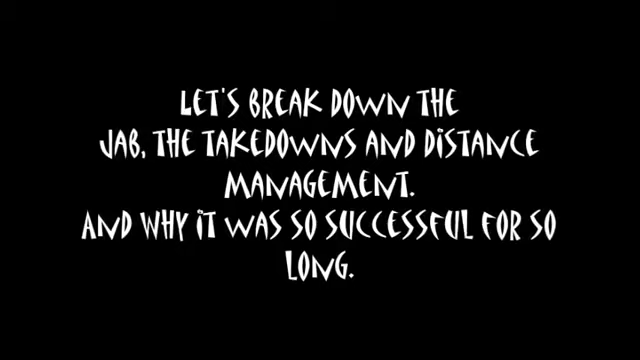 LET'S BREAK DOWN THE
JAB, THE TAKEDOWNS AND DISTANCE
MANAGEMENT.
AND WHY IT WAS SO SUCCESSFUL FOR SO
LONG.